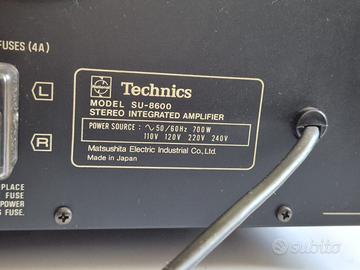 FUSES (4A)
L
R
Technics
MODEL SU-8600
STEREO INTEGRATED AMPLIFIER
POWER SOURCE : ∿50/60Hz 700W
110V 120V 220V 240V
Matsushita Electric Industrial Co., Ltd.
Made in Japan
PLACE
FUSE
POWER
S FUSE.
subito